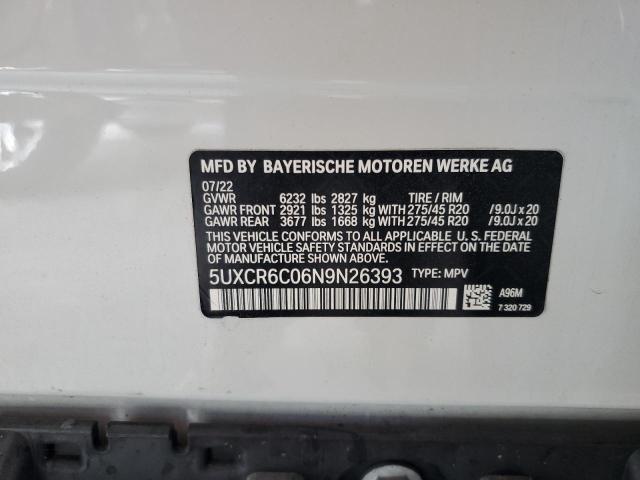 MFD BY BAYERISCHE MOTOREN WERKE AG
07/22
GVWR 6232 lbs 2827 kg TIRE / RIM
GAWR FRONT 2921 lbs 1325 kg WITH 275/45 R20 /9.0J x 20
GAWR REAR 3677 lbs 1668 kg WITH 275/45 R20 /9.0J x 20
THIS VEHICLE CONFORMS TO ALL APPLICABLE U. S. FEDERAL
MOTOR VEHICLE SAFETY STANDARDS IN EFFECT ON THE DATE
OF MANUFACTURE SHOWN ABOVE.
5UXCR6C06N9N26393 TYPE: MPV
A96M
7 320 729